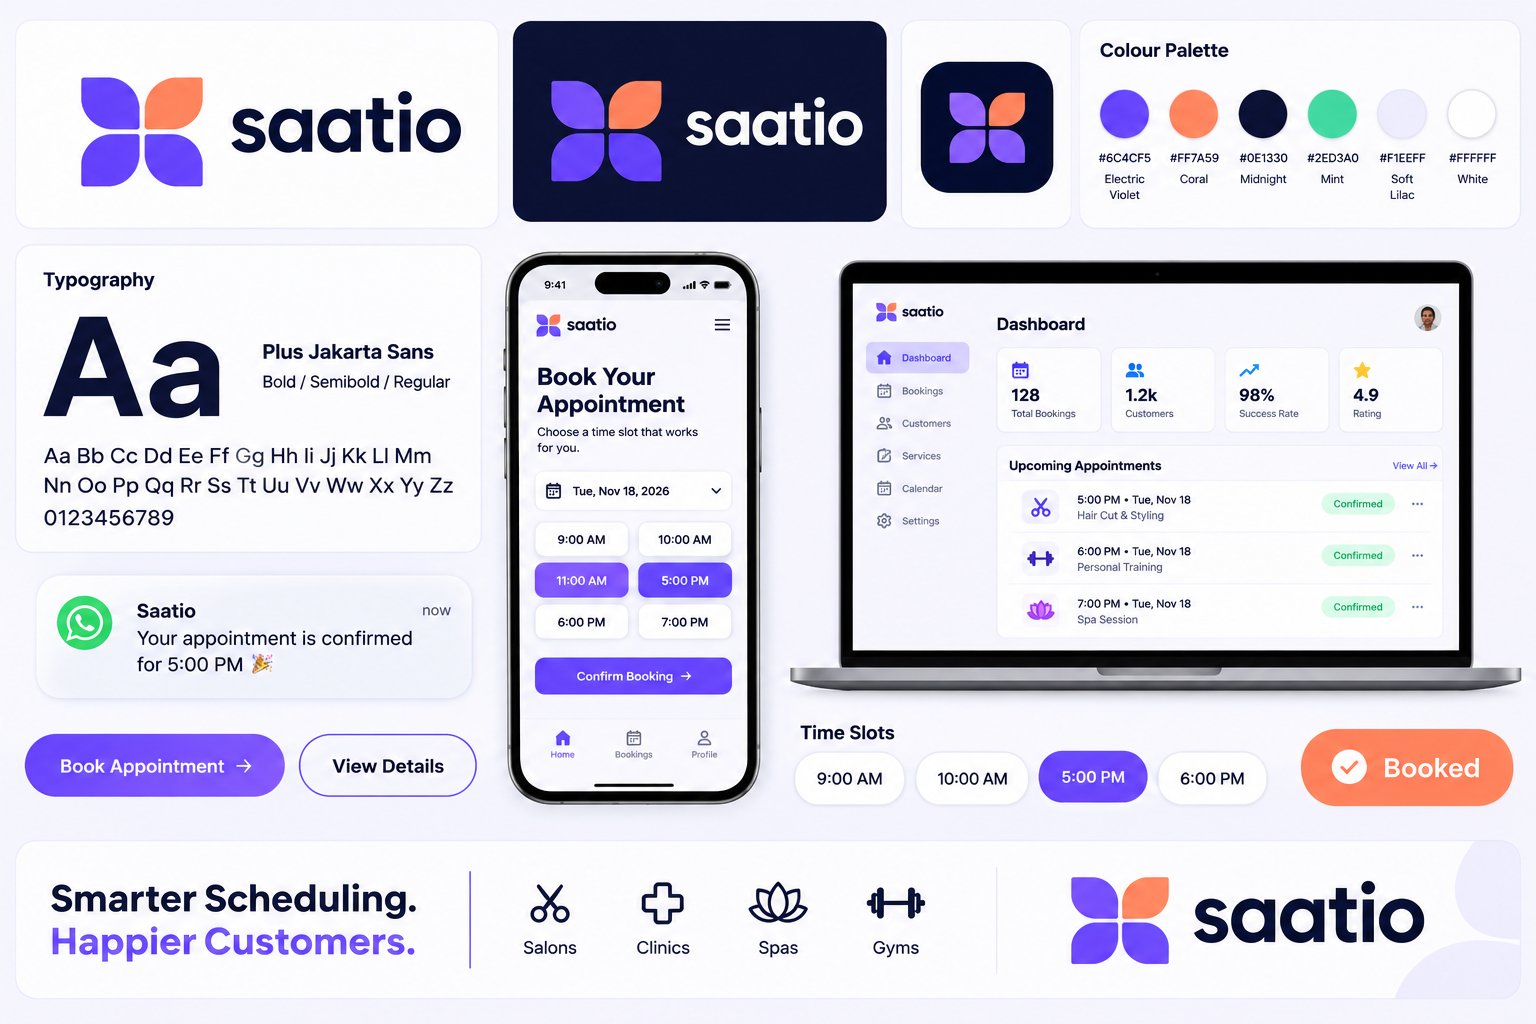 saatio
saatio
Colour Palette
#6C4CF5
Electric
Violet
#FF7A59
Coral
#0E1330
Midnight
#2ED3A0
Mint
#F1EEFF
Soft
Lilac
#FFFFFF
White
Typography
Aa
Plus Jakarta Sans
Bold / Semibold / Regular
Aa Bb Cc Dd Ee Ff Gg Hh Ii Jj Kk Ll Mm
Nn Oo Pp Qq Rr Ss Tt Uu Vv Ww Xx Yy Zz
0123456789
Saatio
now
Your appointment is confirmed
for 5:00 PM 🎉
Book Appointment →
View Details
9:41
saatio
Book Your
Appointment
Choose a time slot that works
for you.
Tue, Nov 18, 2026
9:00 AM
10:00 AM
11:00 AM
5:00 PM
6:00 PM
7:00 PM
Confirm Booking →
Home
Bookings
Profile
saatio
Dashboard
Bookings
Customers
Services
Calendar
Settings
Dashboard
128
Total Bookings
1.2k
Customers
98%
Success Rate
4.9
Rating
Upcoming Appointments
View All →
5:00 PM • Tue, Nov 18
Hair Cut & Styling
Confirmed
6:00 PM • Tue, Nov 18
Personal Training
Confirmed
7:00 PM • Tue, Nov 18
Spa Session
Confirmed
Time Slots
9:00 AM
10:00 AM
5:00 PM
6:00 PM
Booked
Smarter Scheduling.
Happier Customers.
Salons
Clinics
Spas
Gyms
saatio